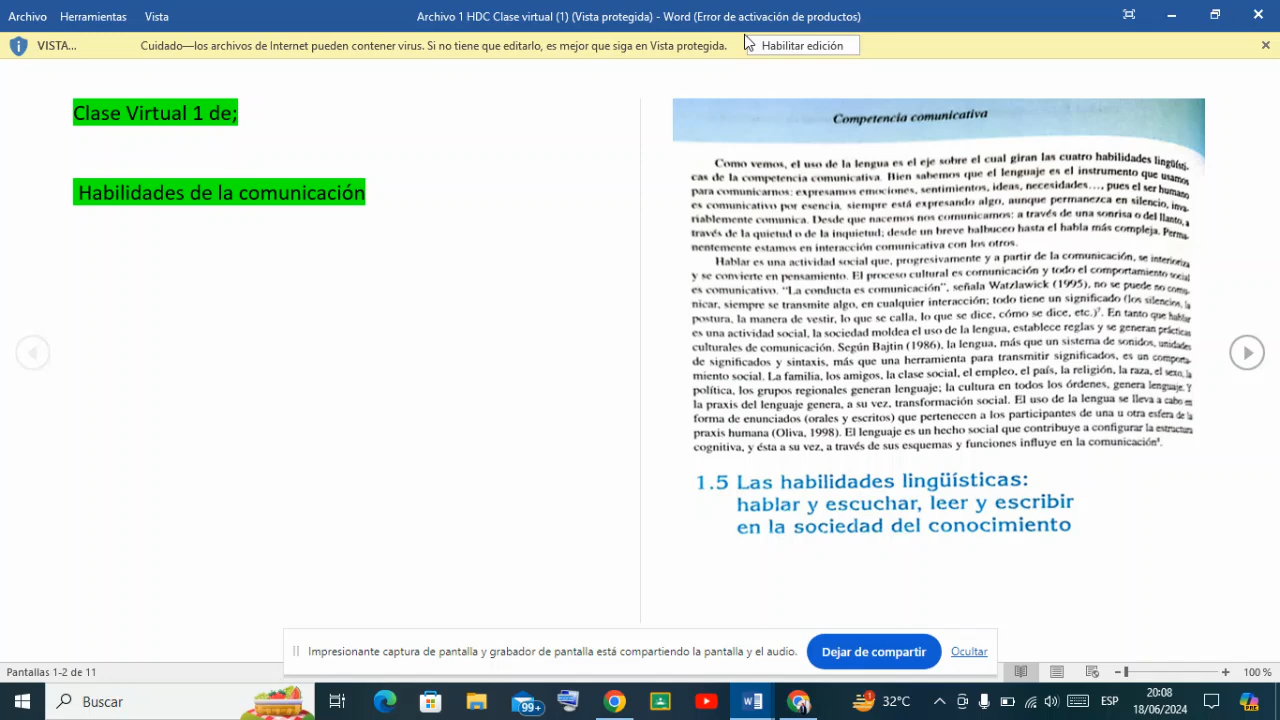 Archivo
Herramientas
Vista
Archivo 1 HDC Clase virtual (1) (Vista protegida) - Word (Error de activación de productos)
VISTA...
Cuidado—los archivos de Internet pueden contener virus. Si no tiene que editarlo, es mejor que siga en Vista protegida.
Habilitar edición
Clase Virtual 1 de;
Habilidades de la comunicación
Competencia comunicativa
Como vemos, el uso de la lengua es el eje sobre el cual giran las cuatro habilidades lingüísti-
cas de la competencia comunicativa. Bien sabemos que el lenguaje es el instrumento que usamos
para comunicarnos: expresamos emociones, sentimientos, ideas, necesidades..., pues el ser humano
es comunicativo por esencia, siempre está expresando algo, aunque permanezca en silencio, inva-
riablemente comunica. Desde que nacemos nos comunicamos: a través de una sonrisa o del llanto, a
través de la quietud o de la inquietud; desde un breve balbuceo hasta el habla más compleja. Perma-
nentemente estamos en interacción comunicativa con los otros.
Hablar es una actividad social que, progresivamente y a partir de la comunicación, se interioriza
y se convierte en pensamiento. El proceso cultural es comunicación y todo el comportamiento social
es comunicativo. "La conducta es comunicación", señala Watzlawick (1995), no se puede no comu-
nicar, siempre se transmite algo, en cualquier interacción; todo tiene un significado (los silencios, la
postura, la manera de vestir, lo que se calla, lo que se dice, cómo se dice, etc.)⁷. En tanto que hablar
es una actividad social, la sociedad moldea el uso de la lengua, establece reglas y se generan prácticas
culturales de comunicación. Según Bajtin (1986), la lengua, más que un sistema de sonidos, unidades
de significados y sintaxis, más que una herramienta para transmitir significados, es un comporta-
miento social. La familia, los amigos, la clase social, el empleo, el país, la religión, la raza, el sexo, la
política, los grupos regionales generan lenguaje; la cultura en todos los órdenes, genera lenguaje. Y
la praxis del lenguaje genera, a su vez, transformación social. El uso de la lengua se lleva a cabo en
forma de enunciados (orales y escritos) que pertenecen a los participantes de una u otra esfera de la
praxis humana (Oliva, 1998). El lenguaje es un hecho social que contribuye a configurar la estructura
cognitiva, y ésta a su vez, a través de sus esquemas y funciones influye en la comunicación⁸.
1.5 Las habilidades lingüísticas:
hablar y escuchar, leer y escribir
en la sociedad del conocimiento
Impresionante captura de pantalla y grabador de pantalla está compartiendo la pantalla y el audio.
Dejar de compartir
Ocultar
Pantallas 1-2 de 11
100 %
Buscar
99+
1
32°C
ESP
20:08
18/06/2024
PRE